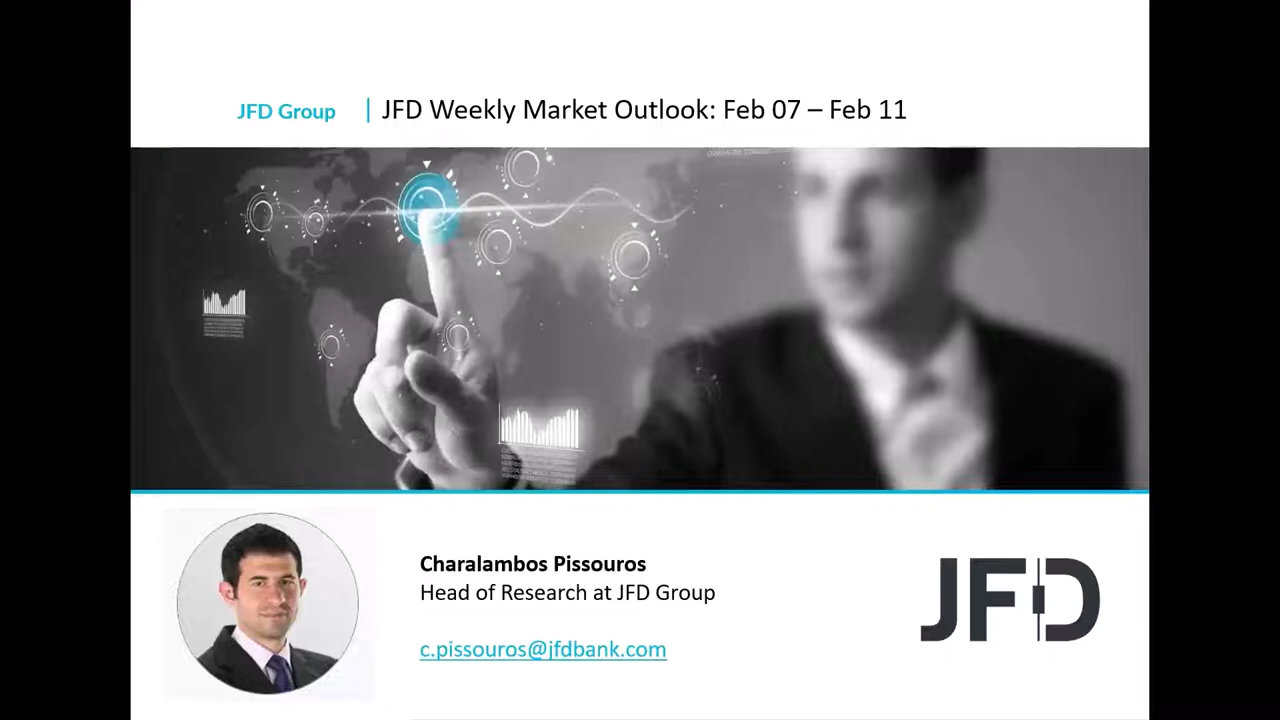 JFD Group | JFD Weekly Market Outlook: Feb 07 – Feb 11
Charalambos Pissouros
Head of Research at JFD Group
c.pissouros@jfdbank.com
JFD